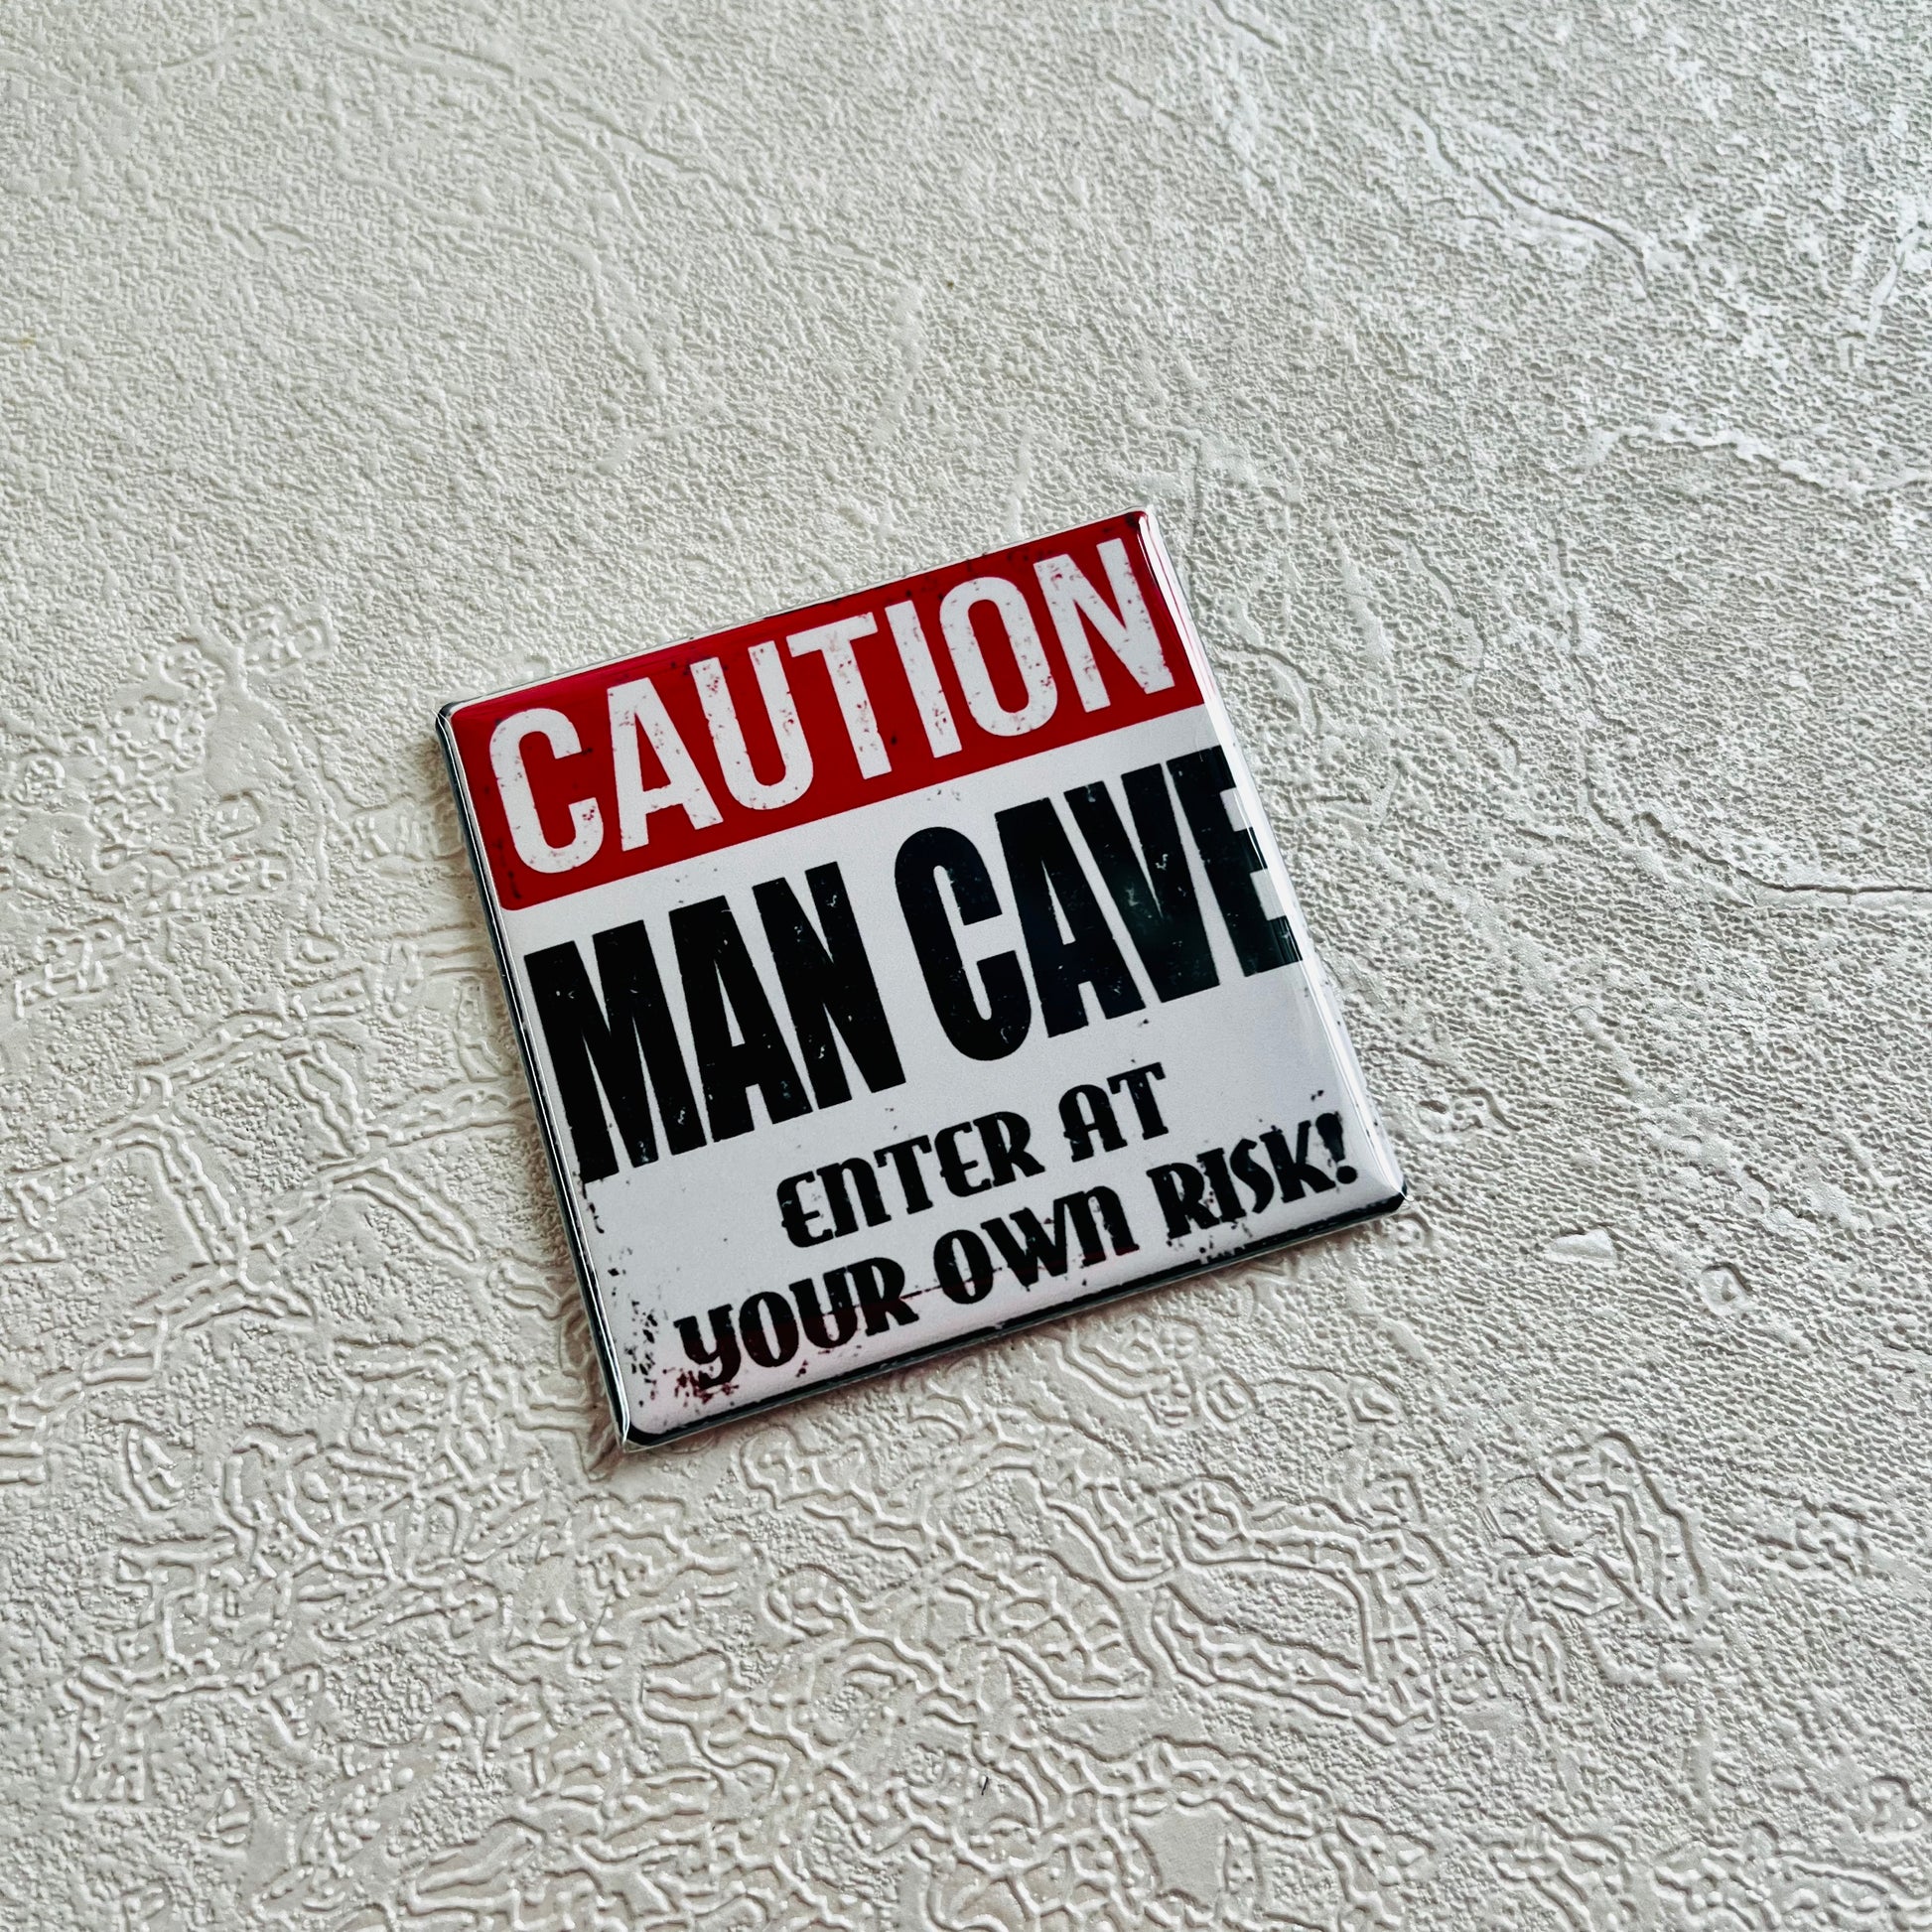 CAUTION
MAN CAVE
ENTER AT
YOUR OWN RISK!